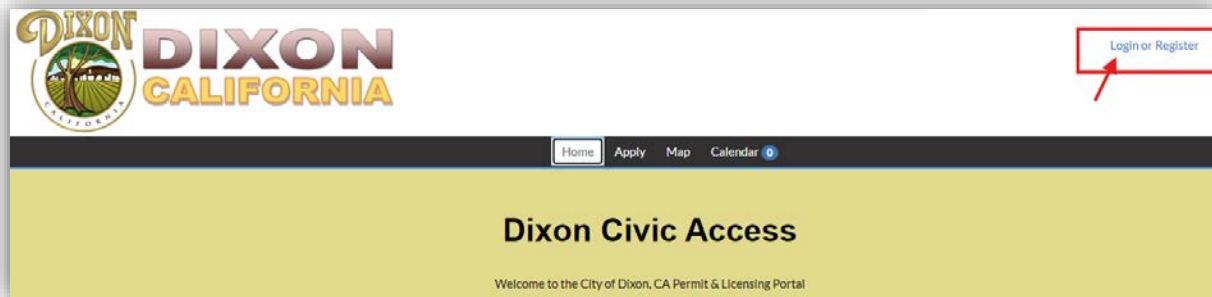 DIXON
CALIFORNIA
DIXON
CALIFORNIA
Login or Register
Home Apply Map Calendar 0
Dixon Civic Access
Welcome to the City of Dixon, CA Permit & Licensing Portal